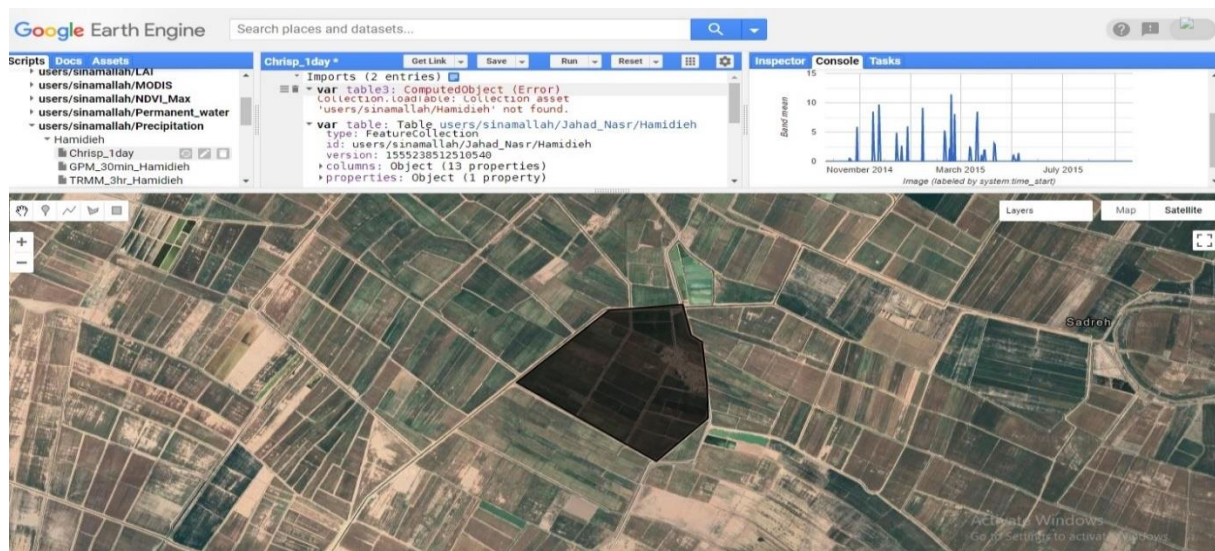 Google Earth Engine
Search places and datasets...
Scripts Docs Assets
users/sinamallah/LAI
users/sinamallah/MODIS
users/sinamallah/NDVI_Max
users/sinamallah/Permanent_water
users/sinamallah/Precipitation
Hamidieh
Chrisp_1day
GPM_30min_Hamidieh
TRMM_3hr_Hamidieh
Chrisp_1day *
Get Link
Save
Run
Reset
Imports (2 entries)
var table3: ComputedObject (Error)
Collection.loadTable: Collection asset
'users/sinamallah/Hamidieh' not found.
var table: Table users/sinamallah/Jahad_Nasr/Hamidieh
type: FeatureCollection
id: users/sinamallah/Jahad_Nasr/Hamidieh
version: 1555238512510540
columns: Object (13 properties)
properties: Object (1 property)
Inspector Console Tasks
Band mean
15
10
5
0
November 2014 March 2015 July 2015
Image (labeled by system:time_start)
Layers
Map Satellite
Sadreh
Activate Windows
Go to Settings to activate Windows.